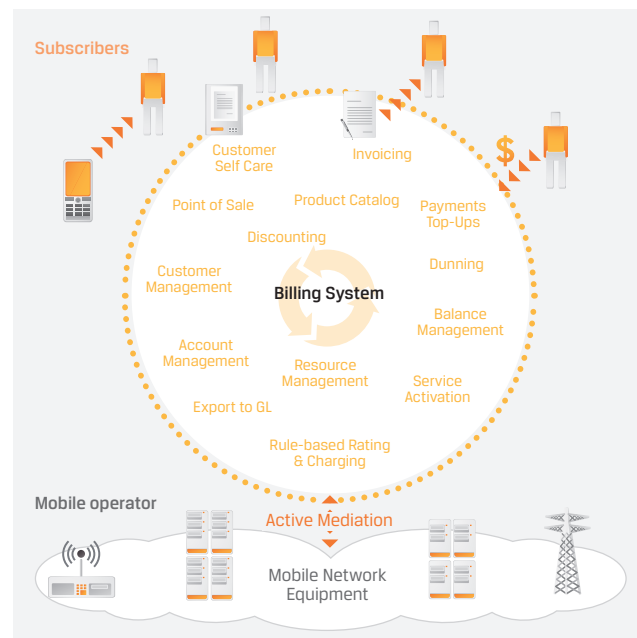 Subscribers
$
Customer
Self Care
Invoicing
Point of Sale
Product Catalog
Payments
Top-Ups
Discounting
Customer
Management
Dunning
Billing System
Balance
Management
Account
Management
Resource
Management
Service
Activation
Export to GL
Rule-based Rating
& Charging
Mobile operator
Active Mediation
Mobile Network
Equipment